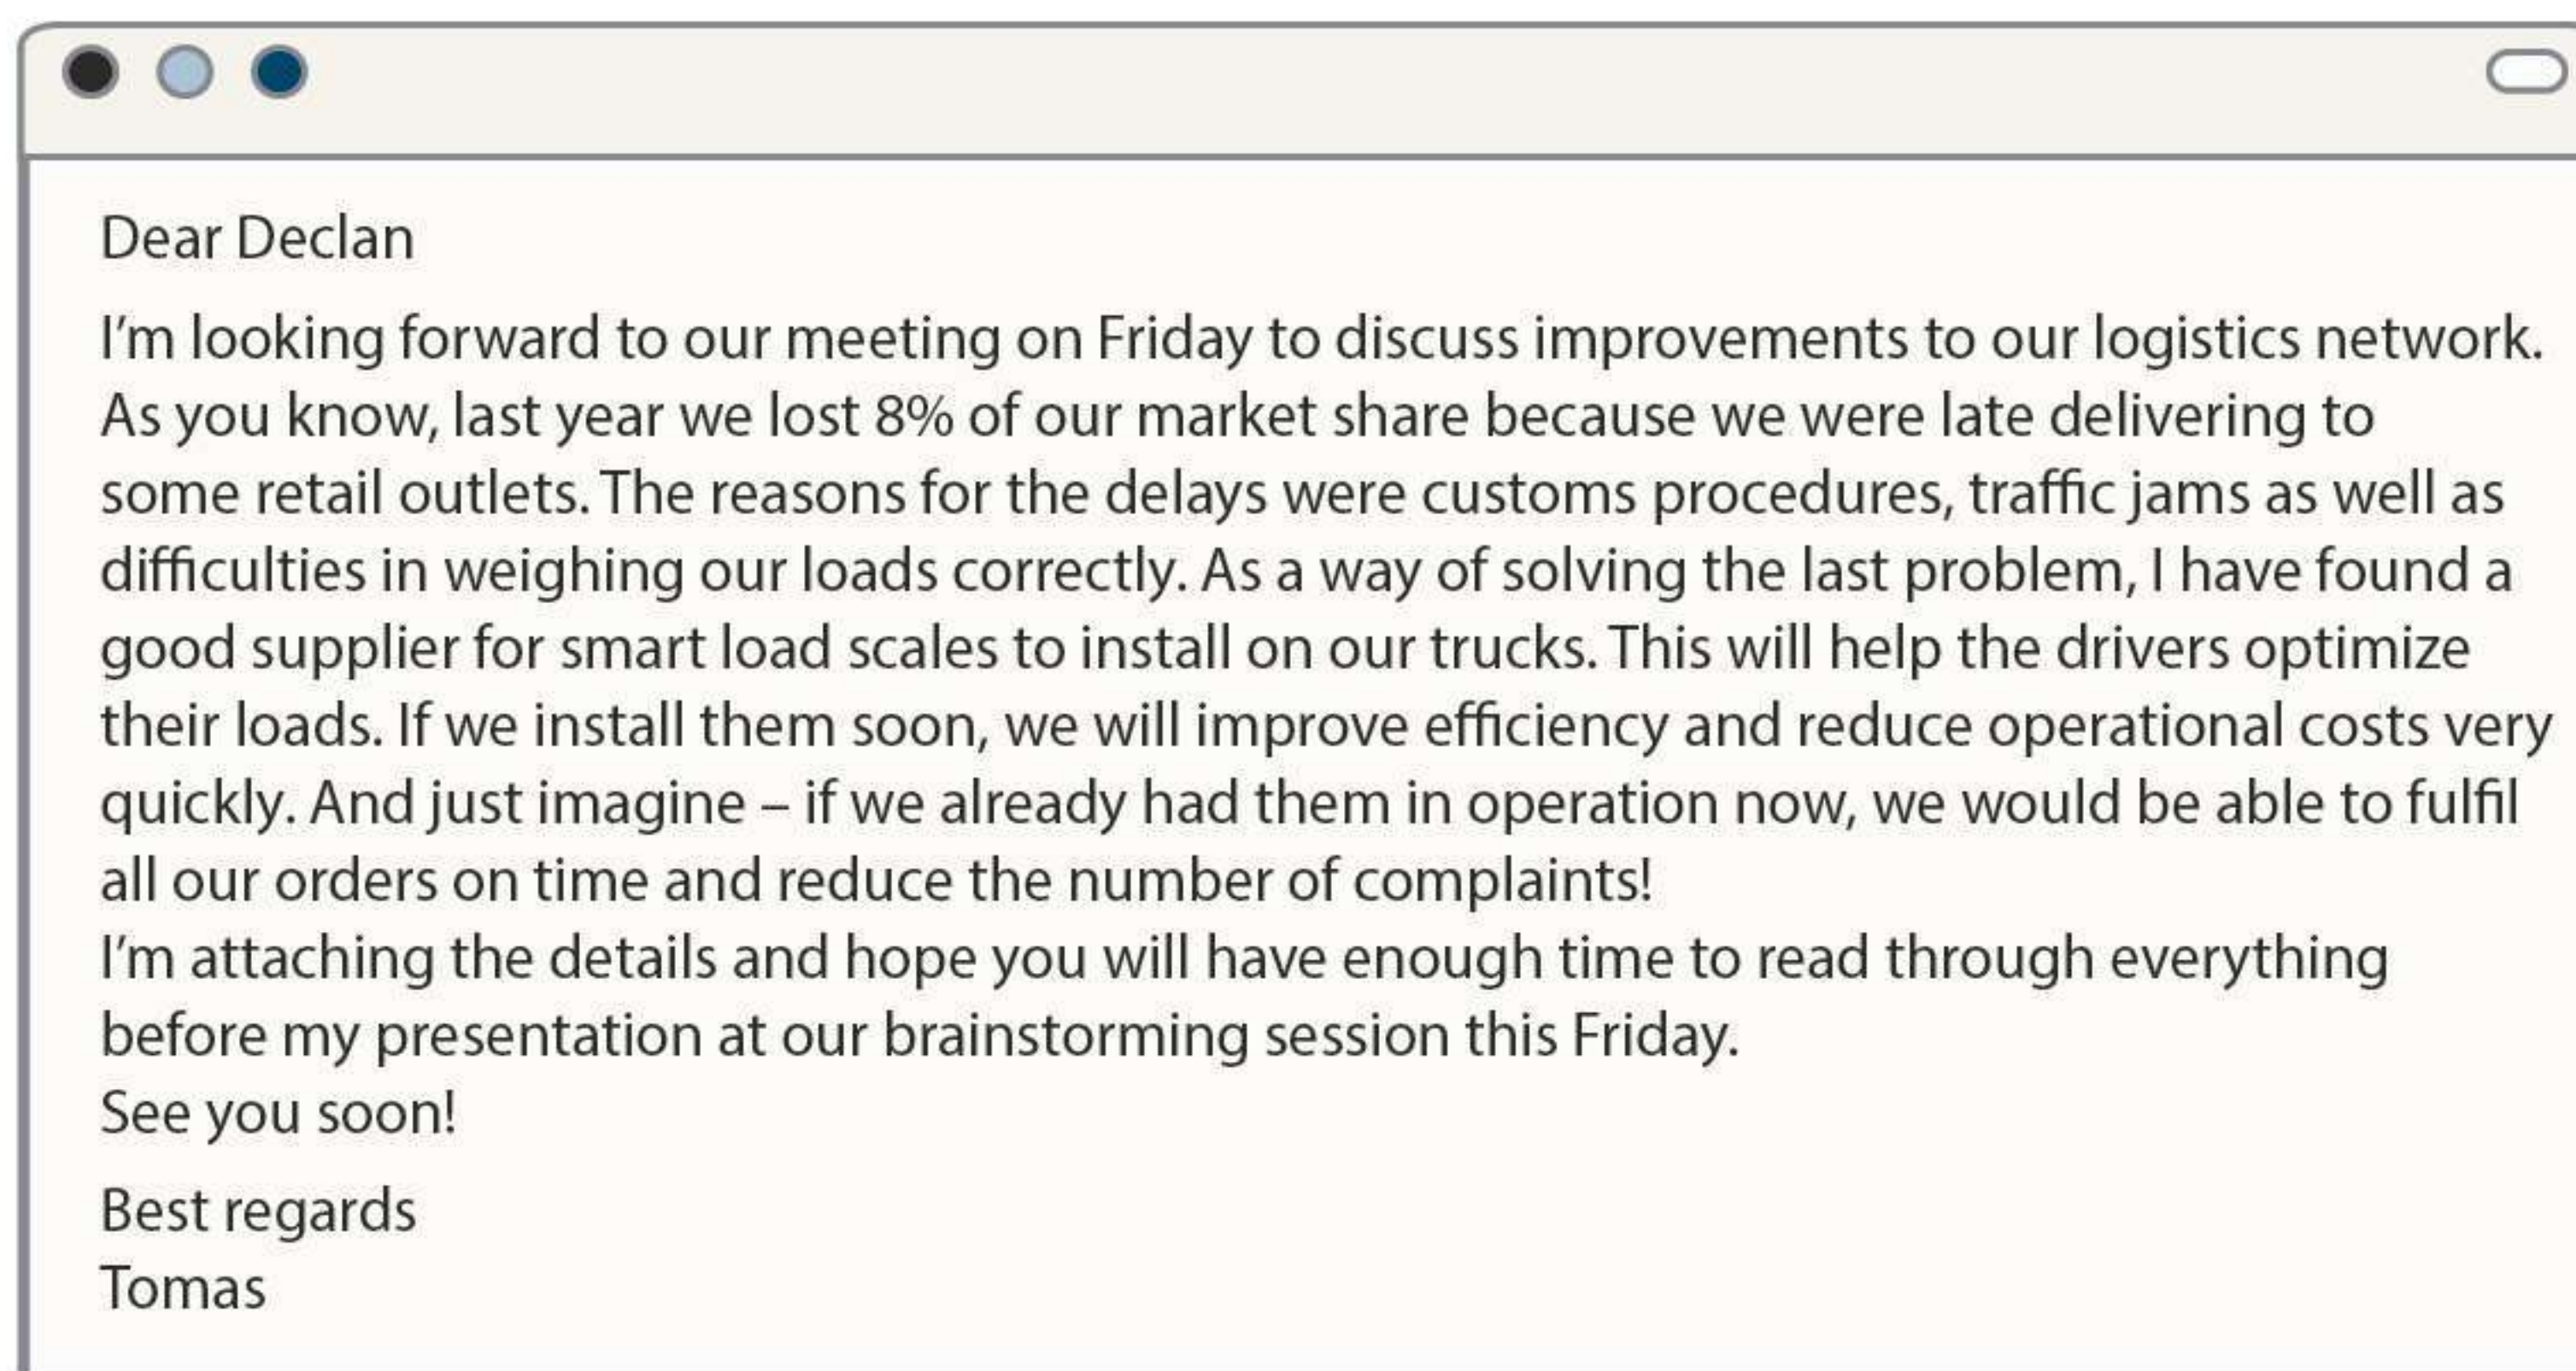 Dear Declan
I’m looking forward to our meeting on Friday to discuss improvements to our logistics network.
As you know, last year we lost 8% of our market share because we were late delivering to
some retail outlets. The reasons for the delays were customs procedures, traffic jams as well as
difficulties in weighing our loads correctly. As a way of solving the last problem, I have found a
good supplier for smart load scales to install on our trucks. This will help the drivers optimize
their loads. If we install them soon, we will improve efficiency and reduce operational costs very
quickly. And just imagine – if we already had them in operation now, we would be able to fulfil
all our orders on time and reduce the number of complaints!
I’m attaching the details and hope you will have enough time to read through everything
before my presentation at our brainstorming session this Friday.
See you soon!
Best regards
Tomas